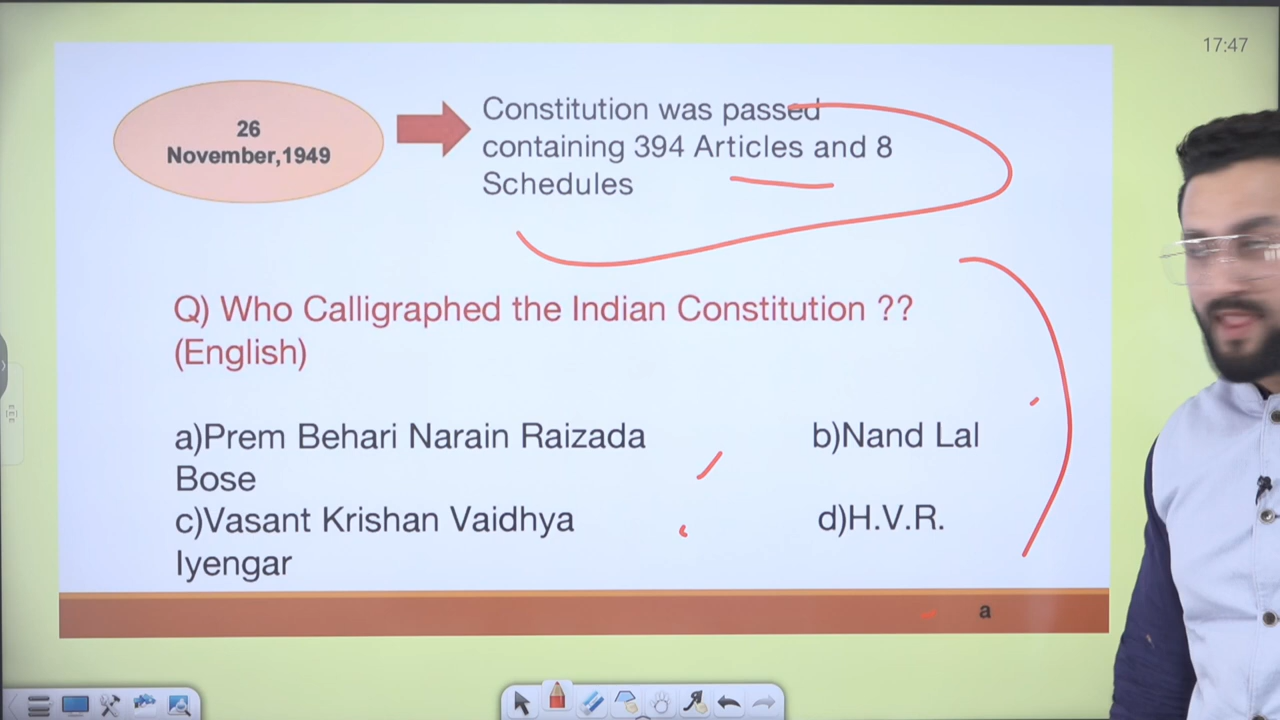 17:47
26
November,1949
Constitution was passed
containing 394 Articles and 8
Schedules
Q) Who Calligraphed the Indian Constitution ??
(English)
a)Prem Behari Narain Raizada b)Nand Lal
Bose
c)Vasant Krishan Vaidhya d)H.V.R.
Iyengar
a